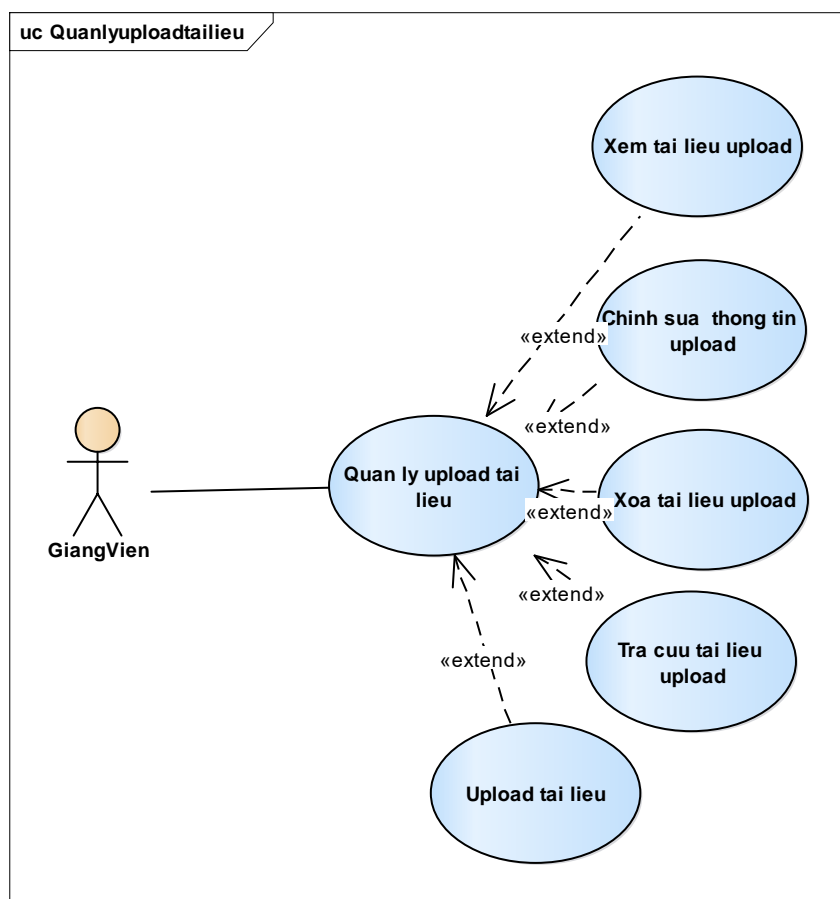 uc Quanlyuploadtailieu
Xem tai lieu upload
«extend»
Chinh sua  thong tin
upload
«extend»
Quan ly upload tai
lieu
Xoa tai lieu upload
«extend»
GiangVien
«extend»
Tra cuu tai lieu
upload
«extend»
Upload tai lieu